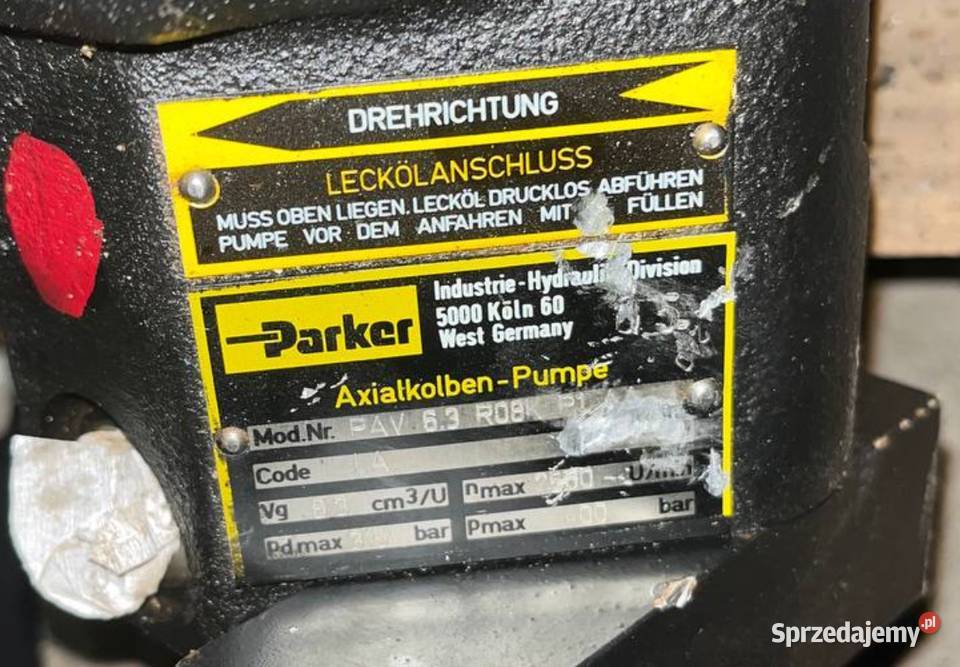 DREHRICHTUNG
LECKÖLANSCHLUSS
MUSS OBEN LIEGEN. LECKÖL DRUCKLOS ABFÜHREN
PUMPE VOR DEM ANFAHREN MIT FÜLLEN
Parker
Industrie-Hydraulik Division
5000 Köln 60
West Germany
Axialkolben-Pumpe
Mod.Nr. PAV 6.3 R08K
Code
Vg cm3/U nmax U/min
Pd.max bar Pmax bar
Sprzedajemy.pl